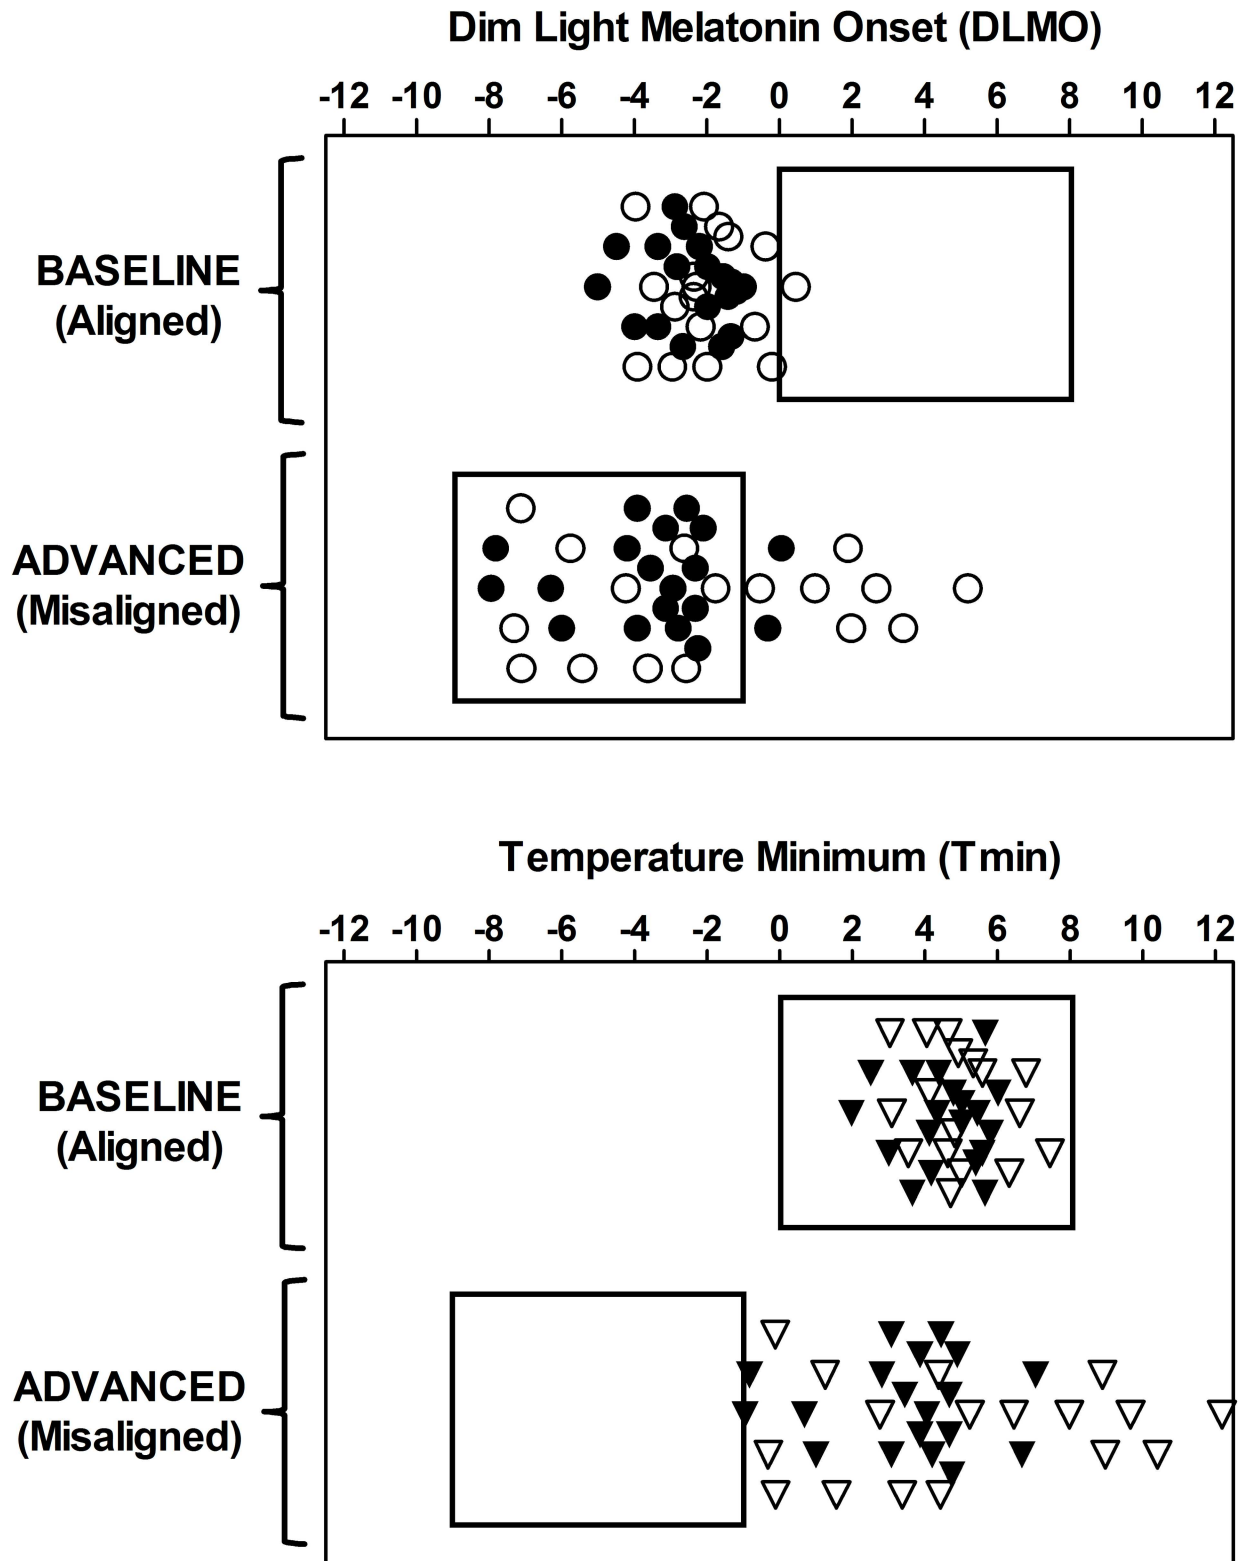 Dim Light Melatonin Onset (DLMO)
-12 -10 -8 -6 -4 -2 0 2 4 6 8 10 12
BASELINE
(Aligned)
ADVANCED
(Misaligned)
Temperature Minimum (Tmin)
-12 -10 -8 -6 -4 -2 0 2 4 6 8 10 12
BASELINE
(Aligned)
ADVANCED
(Misaligned)